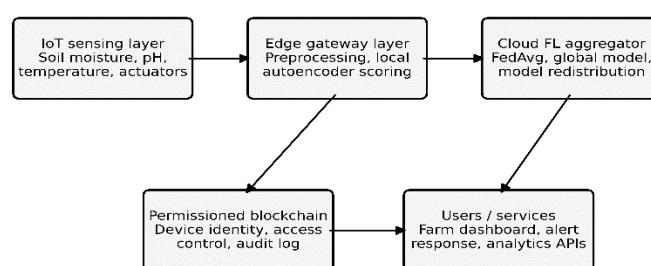 IoT sensing layer
Soil moisture, pH,
temperature, actuators
Edge gateway layer
Preprocessing, local
autoencoder scoring
Cloud FL aggregator
FedAvg, global model,
model redistribution
Permissioned blockchain
Device identity, access
control, audit log
Users / services
Farm dashboard, alert
response, analytics APIs